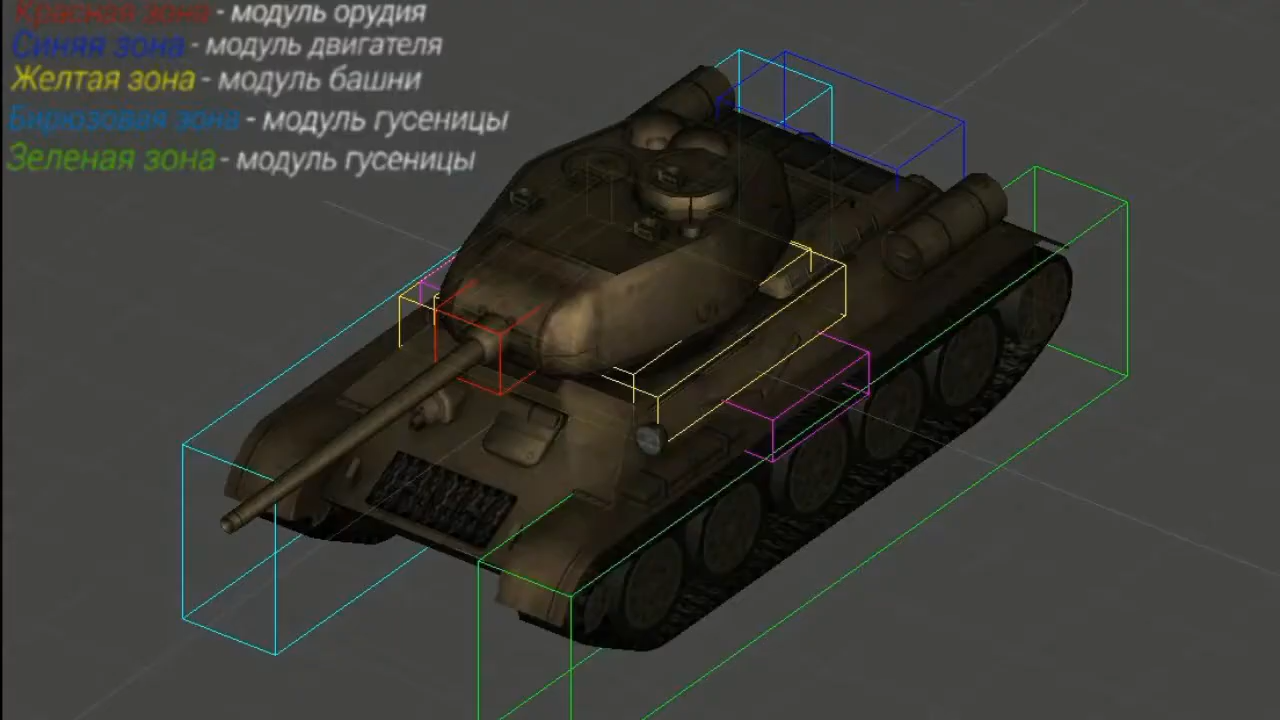 Красная зона - модуль орудия
Синяя зона - модуль двигателя
Желтая зона - модуль башни
Бирюзовая зона - модуль гусеницы
Зеленая зона - модуль гусеницы